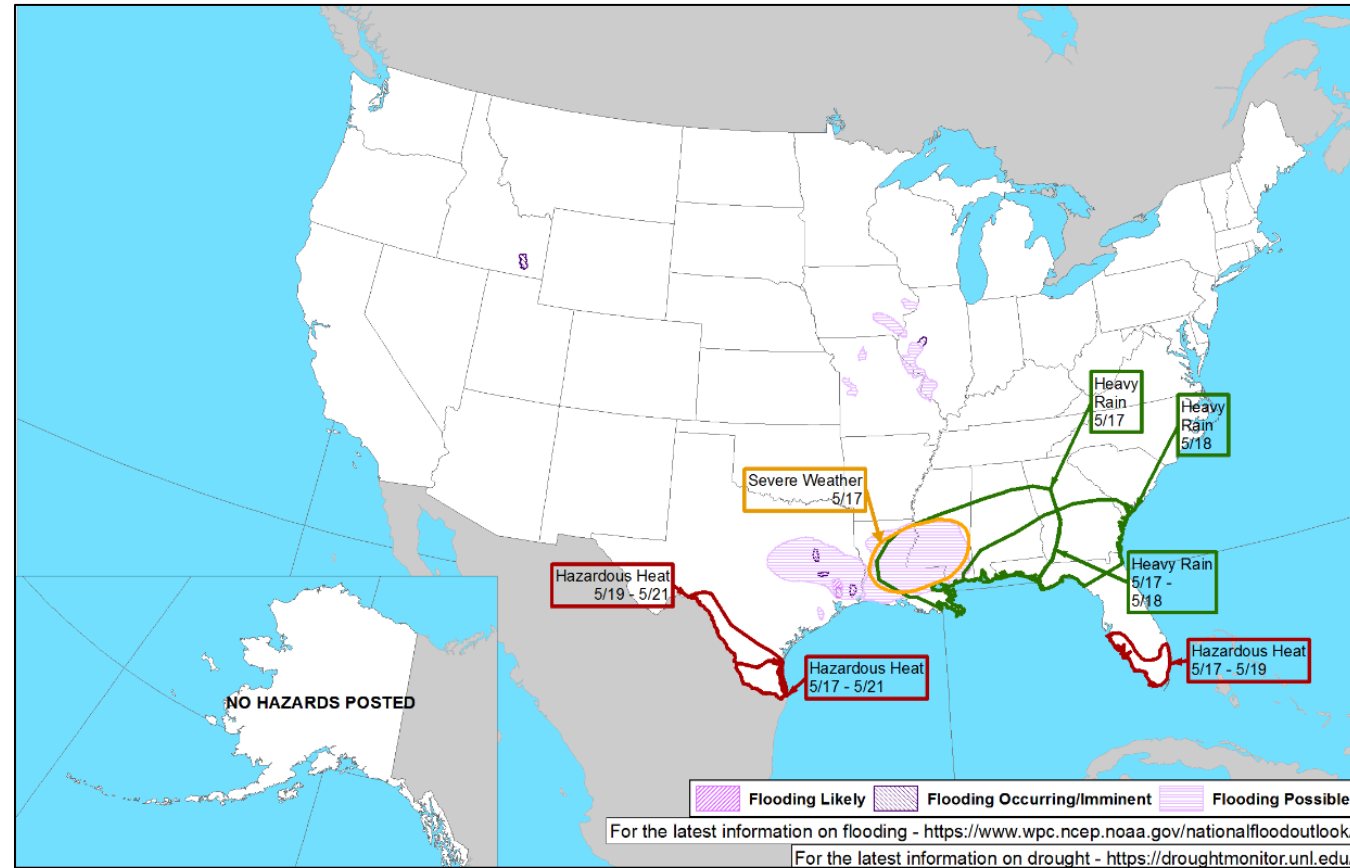 Heavy
Rain
5/17
Heavy
Rain
5/18
Severe Weather
5/17
Hazardous Heat
5/19 - 5/21
Heavy Rain
5/17 -
5/18
Hazardous Heat
5/17 - 5/21
Hazardous Heat
5/17 - 5/19
NO HAZARDS POSTED
Flooding Likely Flooding Occurring/Imminent Flooding Possible
For the latest information on flooding - https://www.wpc.ncep.noaa.gov/nationalfloodoutlook/
For the latest information on drought - https://droughtmonitor.unl.edu/